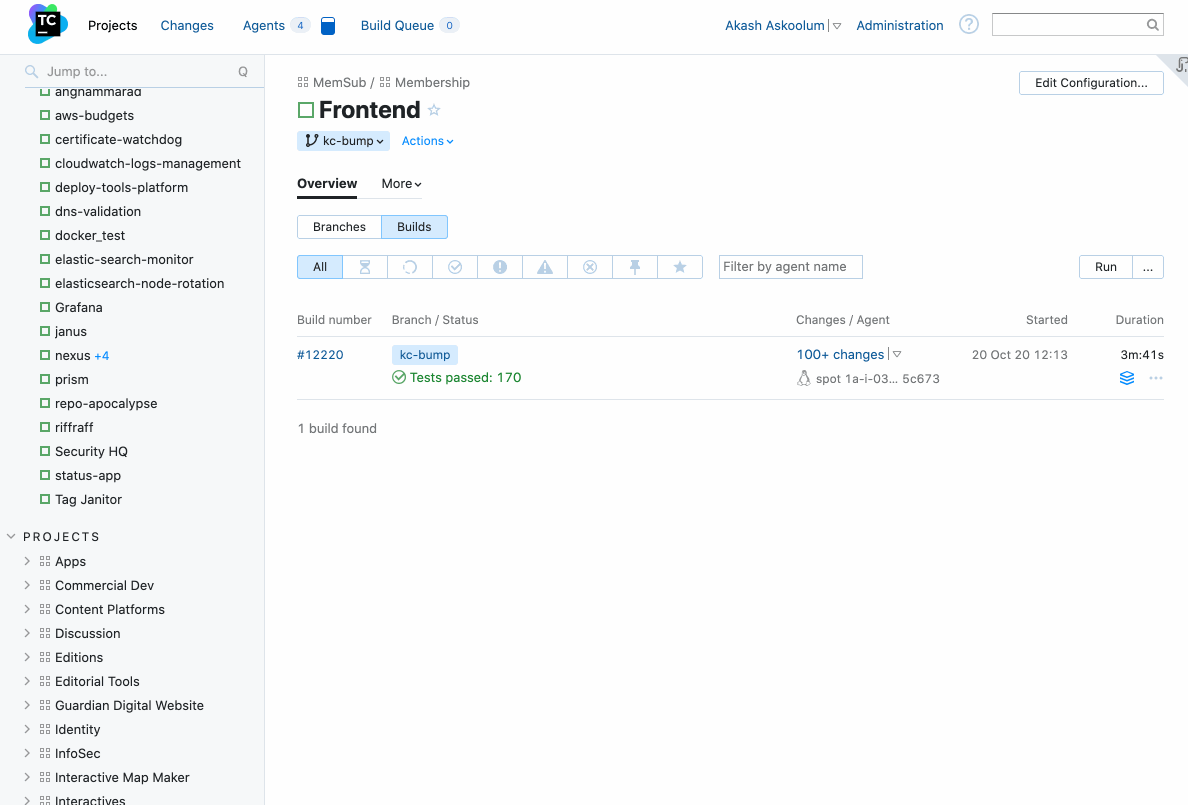 TC
Projects
Changes
Agents 4
Build Queue 0
Akash Askoolum
Administration
?
Jump to...
Q
anghammarad
aws-budgets
certificate-watchdog
cloudwatch-logs-management
deploy-tools-platform
dns-validation
docker_test
elastic-search-monitor
elasticsearch-node-rotation
Grafana
janus
nexus +4
prism
repo-apocalypse
riffraff
Security HQ
status-app
Tag Janitor
PROJECTS
Apps
Commercial Dev
Content Platforms
Discussion
Editions
Editorial Tools
Guardian Digital Website
Identity
InfoSec
Interactive Map Maker
Interactives
MemSub / Membership
Edit Configuration...
Frontend
kc-bump
Actions
Overview
More
Branches
Builds
All
Filter by agent name
Run
...
Build number
Branch / Status
Changes / Agent
Started
Duration
#12220
kc-bump
100+ changes
20 Oct 20 12:13
3m:41s
Tests passed: 170
spot 1a-i-03... 5c673
1 build found